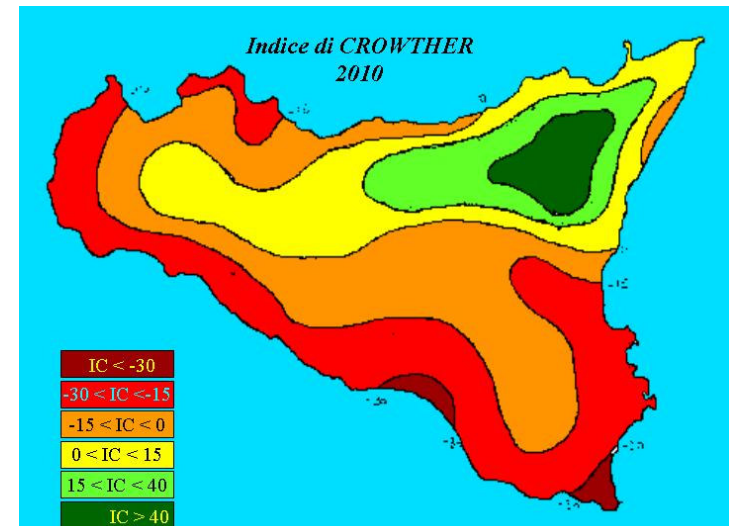 Indice di CROWTHER
2010
0
IC < -30
-30 < IC <-15
-15 < IC < 0
0 < IC < 15
15 < IC < 40
IC > 40